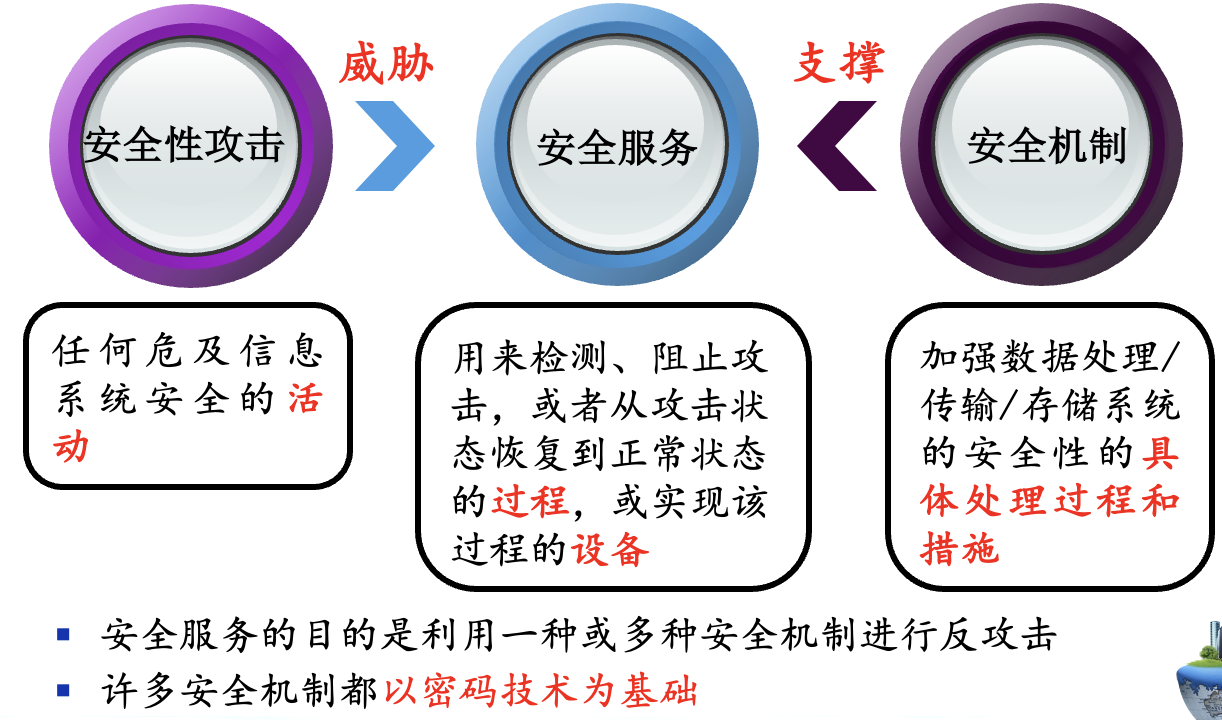 威胁
支撑
安全性攻击
安全服务
安全机制
任何危及信息
系统安全的活
动
用来检测、阻止攻
击，或者从攻击状
态恢复到正常状态
的过程，或实现该
过程的设备
加强数据处理/
传输/存储系统
的安全性的具
体处理过程和
措施
安全服务的目的是利用一种或多种安全机制进行反攻击
许多安全机制都以密码技术为基础